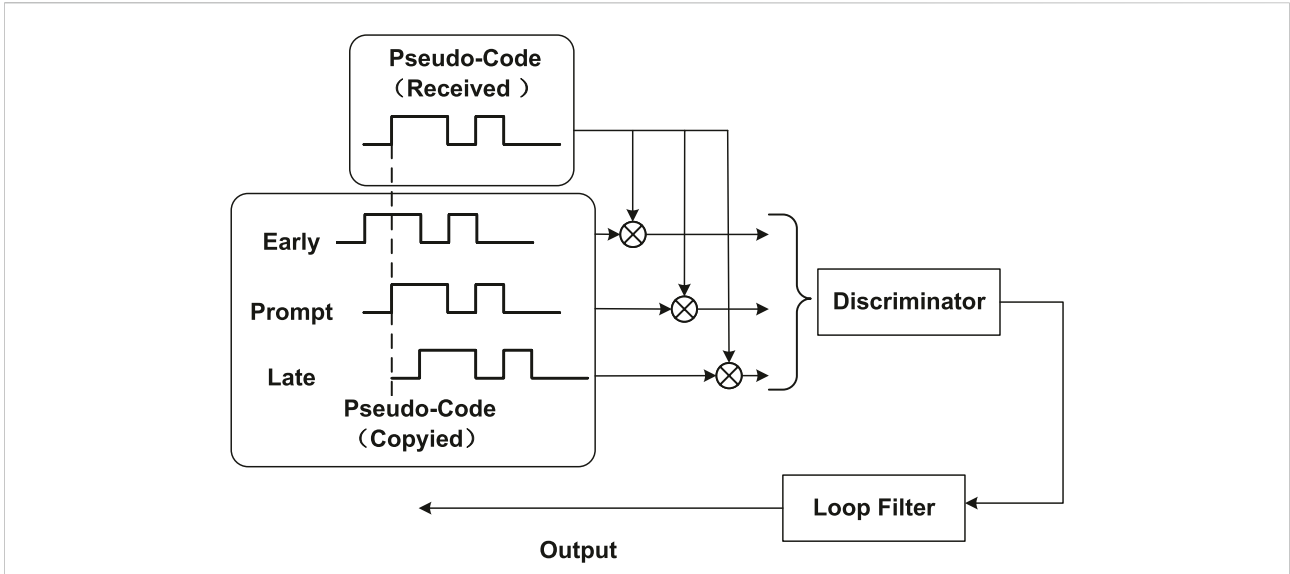 Pseudo-Code
（Received ）
Early
Prompt
Late
Pseudo-Code
（Copyied）
Discriminator
Loop Filter
Output